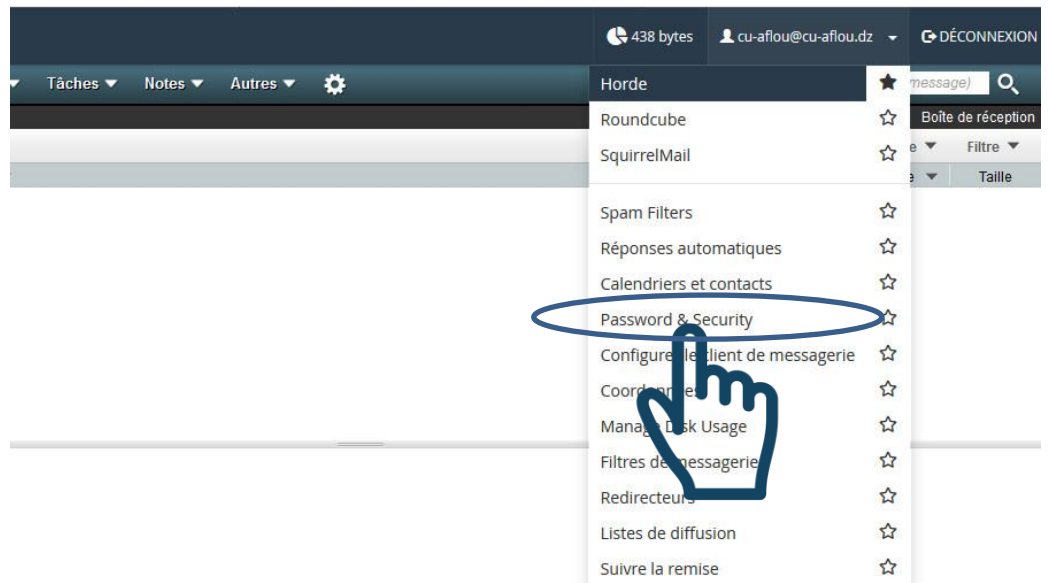 438 bytes cu-aflou@cu-aflou.dz DÉCONNEXION
Tâches Notes Autres
Horde
message)
Roundcube
Boîte de réception
SquirrelMail
e Filtre
Taille
Spam Filters
Réponses automatiques
Calendriers et contacts
Password & Security
Configurer le client de messagerie
Coordonnées
Manage Disk Usage
Filtres de messagerie
Redirecteurs
Listes de diffusion
Suivre la remise